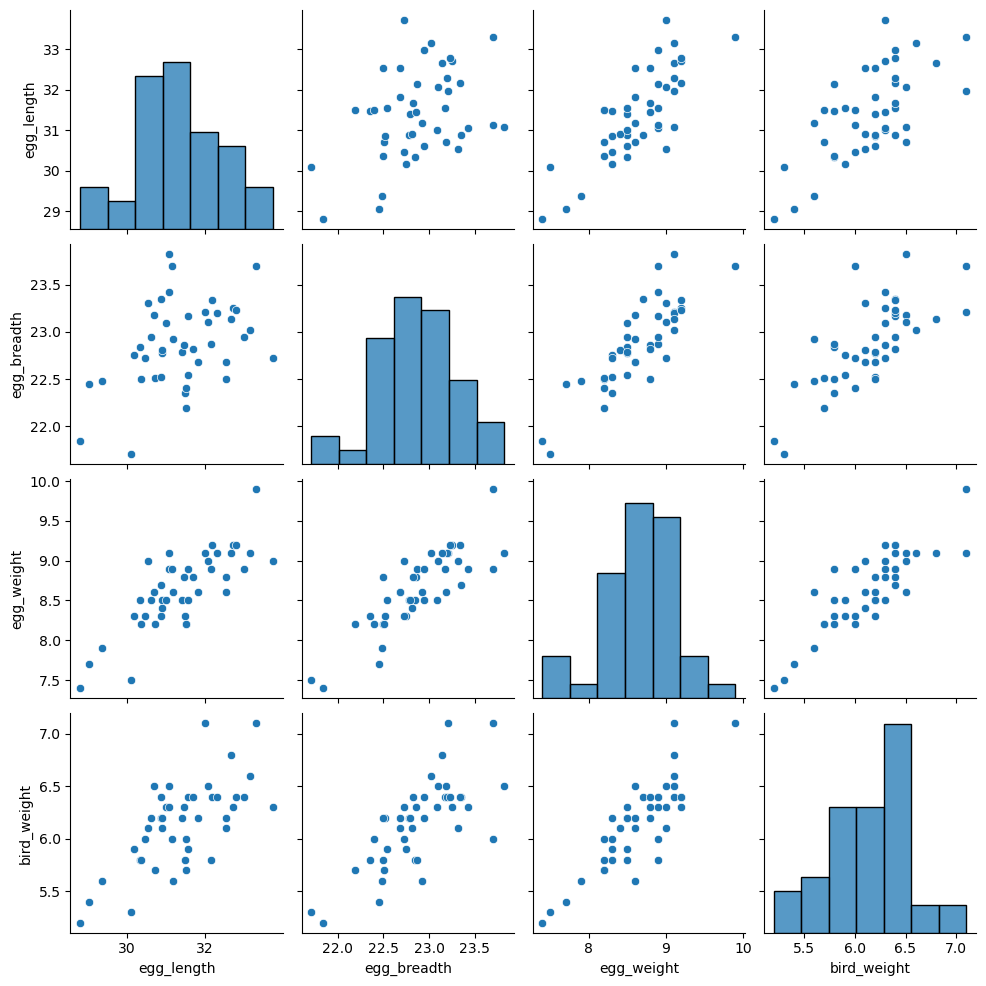 egg_length
33
32
31
30
29
egg_breadth
23.5
23.0
22.5
22.0
egg_weight
10.0
9.5
9.0
8.5
8.0
7.5
bird_weight
7.0
6.5
6.0
5.5
30 32
22.0 22.5 23.0 23.5
8 9 10
5.5 6.0 6.5 7.0
egg_length egg_breadth egg_weight bird_weight